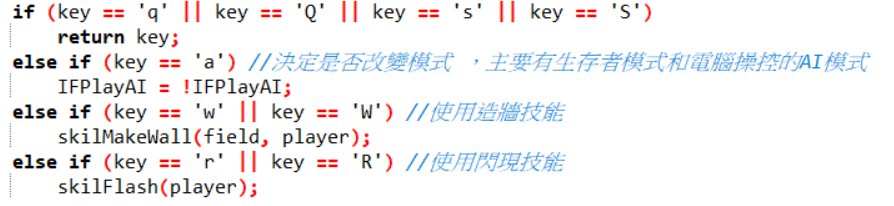 if (key == 'q' || key == 'Q' || key == 's' || key == 'S')
return key;
else if (key == 'a') //決定是否改變模式 ，主要有生存者模式和電腦操控的AI模式
IFPlayAI = !IFPlayAI;
else if (key == 'w' || key == 'W') //使用造牆技能
skilMakeWall(field, player);
else if (key == 'r' || key == 'R') //使用閃現技能
skilFlash(player);